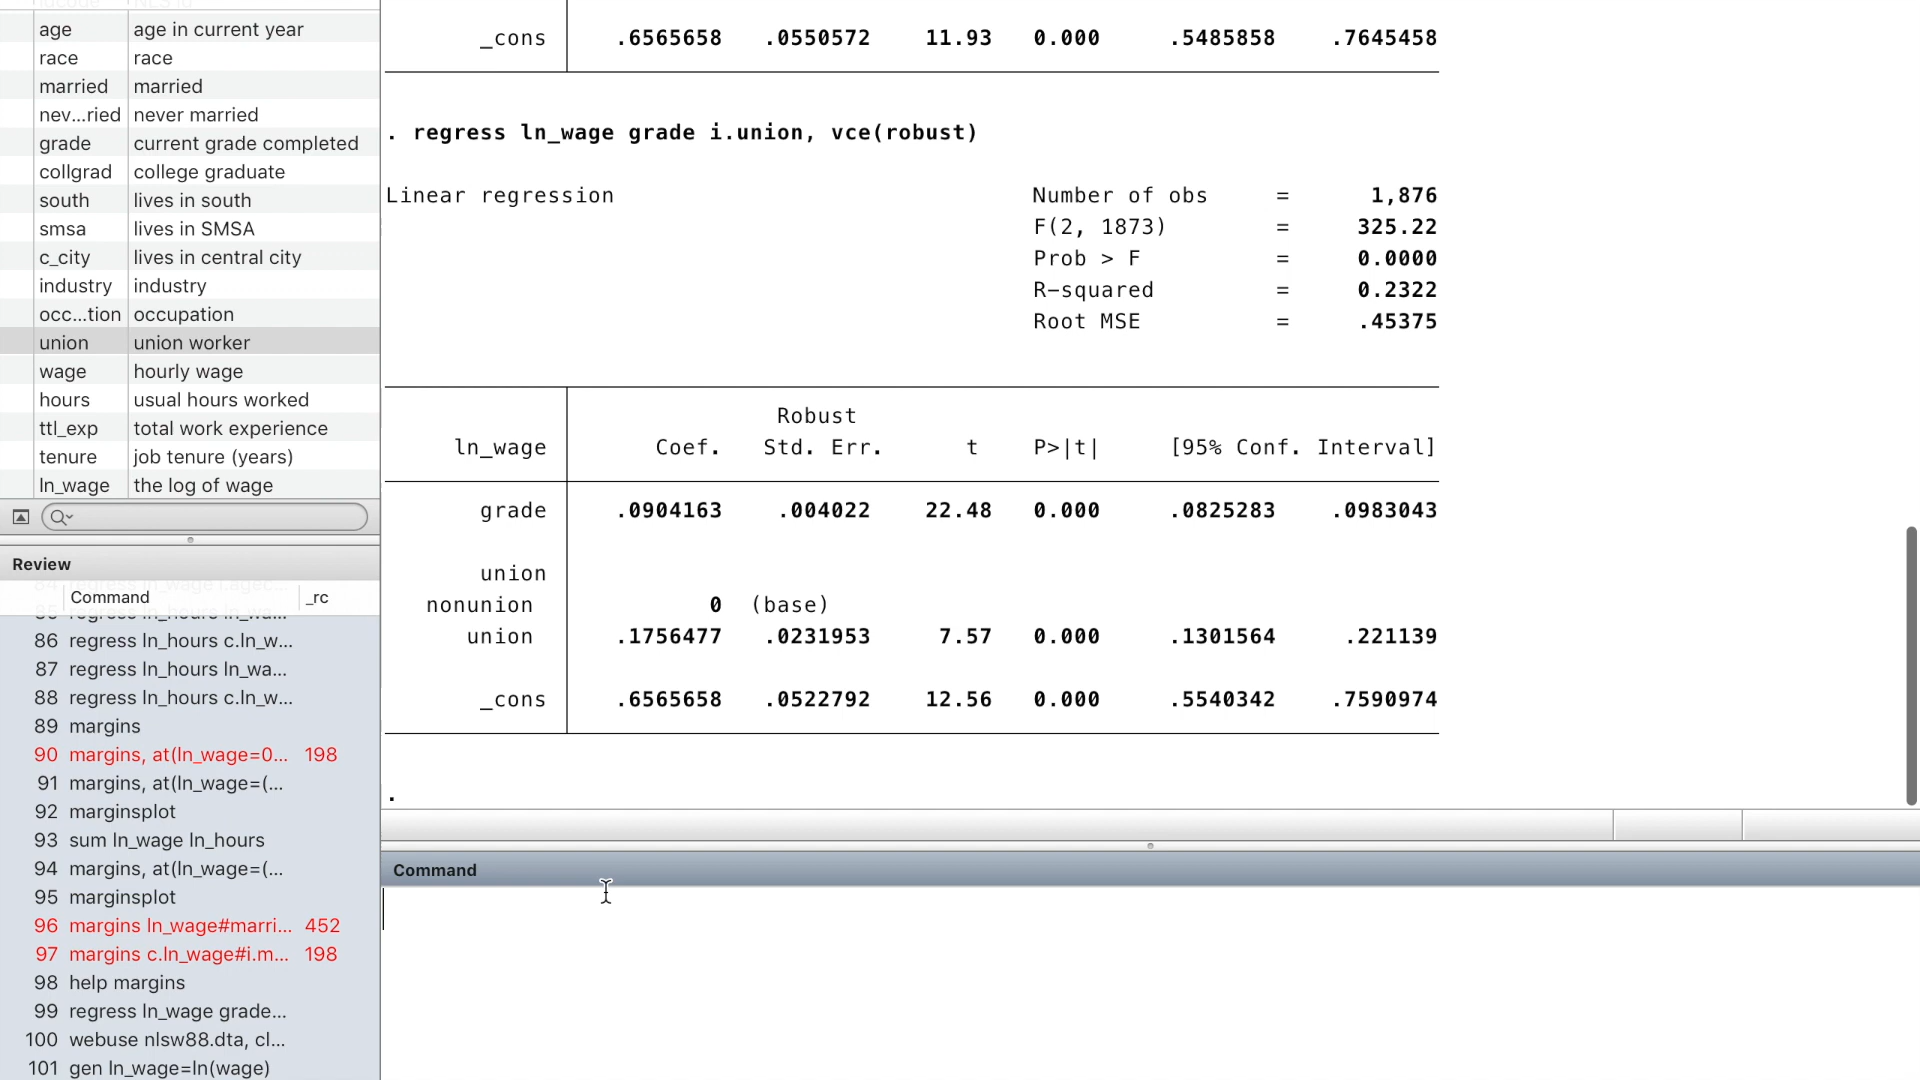 age age in current year
race race
married married
nev...ried never married
grade current grade completed
collgrad college graduate
south lives in south
smsa lives in SMSA
c_city lives in central city
industry industry
occ...tion occupation
union union worker
wage hourly wage
hours usual hours worked
ttl_exp total work experience
tenure job tenure (years)
ln_wage the log of wage
Review
Command _rc
86 regress ln_hours c.ln_w...
87 regress ln_hours ln_wa...
88 regress ln_hours c.ln_w...
89 margins
90 margins, at(ln_wage=0... 198
91 margins, at(ln_wage=(...
92 marginsplot
93 sum ln_wage ln_hours
94 margins, at(ln_wage=(...
95 marginsplot
96 margins ln_wage#marri... 452
97 margins c.ln_wage#i.m... 198
98 help margins
99 regress ln_wage grade...
100 webuse nlsw88.dta, cl...
101 gen ln_wage=ln(wage)
_cons .6565658 .0550572 11.93 0.000 .5485858 .7645458
. regress ln_wage grade i.union, vce(robust)
Linear regression Number of obs = 1,876
F(2, 1873) = 325.22
Prob > F = 0.0000
R-squared = 0.2322
Root MSE = .45375
Robust
ln_wage Coef. Std. Err. t P>|t| [95% Conf. Interval]
grade .0904163 .004022 22.48 0.000 .0825283 .0983043
union
nonunion 0 (base)
union .1756477 .0231953 7.57 0.000 .1301564 .221139
_cons .6565658 .0522792 12.56 0.000 .5540342 .7590974
.
Command